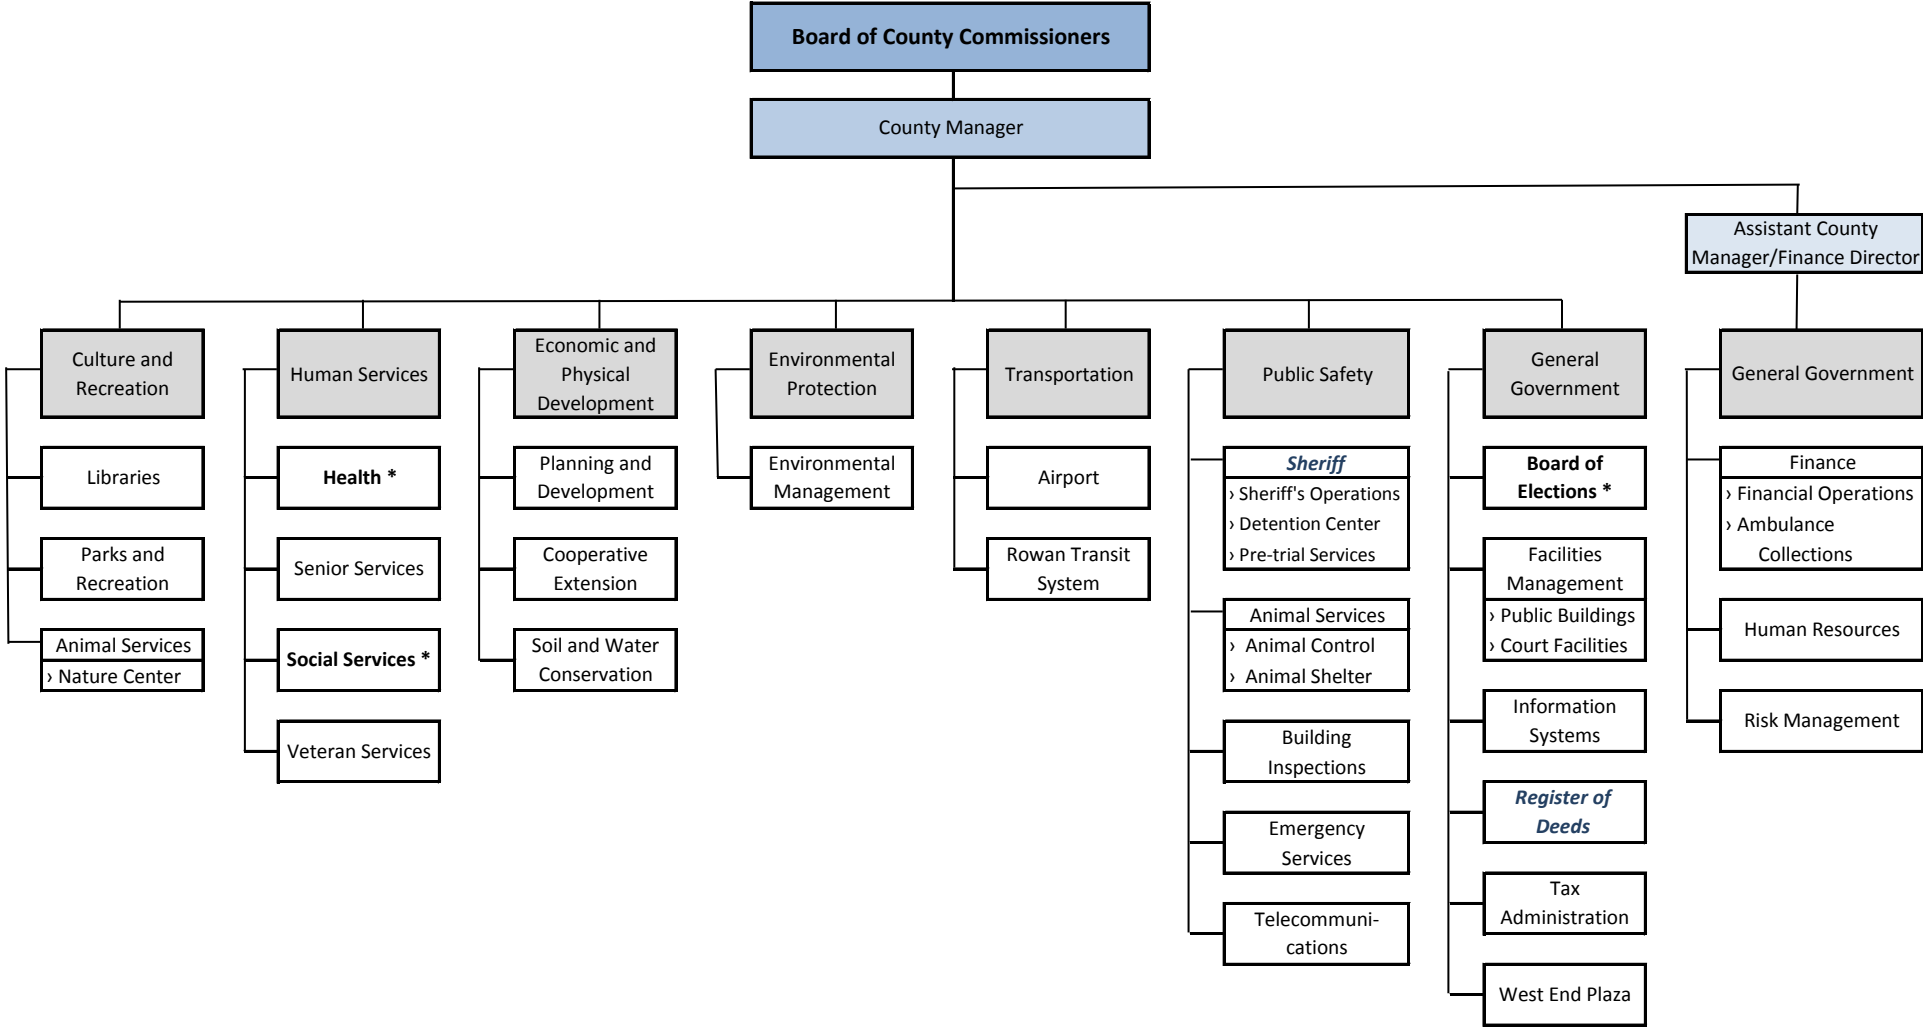 Board of County Commissioners
County Manager
Assistant County
Manager/Finance Director
Culture and
Recreation
Libraries
Parks and
Recreation
Animal Services
› Nature Center
Human Services
Health *
Senior Services
Social Services *
Veteran Services
Economic and
Physical
Development
Planning and
Development
Cooperative
Extension
Soil and Water
Conservation
Environmental
Protection
Environmental
Management
Transportation
Airport
Rowan Transit
System
Public Safety
Sheriff
› Sheriff's Operations
› Detention Center
› Pre-trial Services
Animal Services
› Animal Control
› Animal Shelter
Building
Inspections
Emergency
Services
Telecommuni-
cations
General
Government
Board of
Elections *
Facilities
Management
› Public Buildings
› Court Facilities
Information
Systems
Register of
Deeds
Tax
Administration
West End Plaza
General Government
Finance
› Financial Operations
› Ambulance
Collections
Human Resources
Risk Management